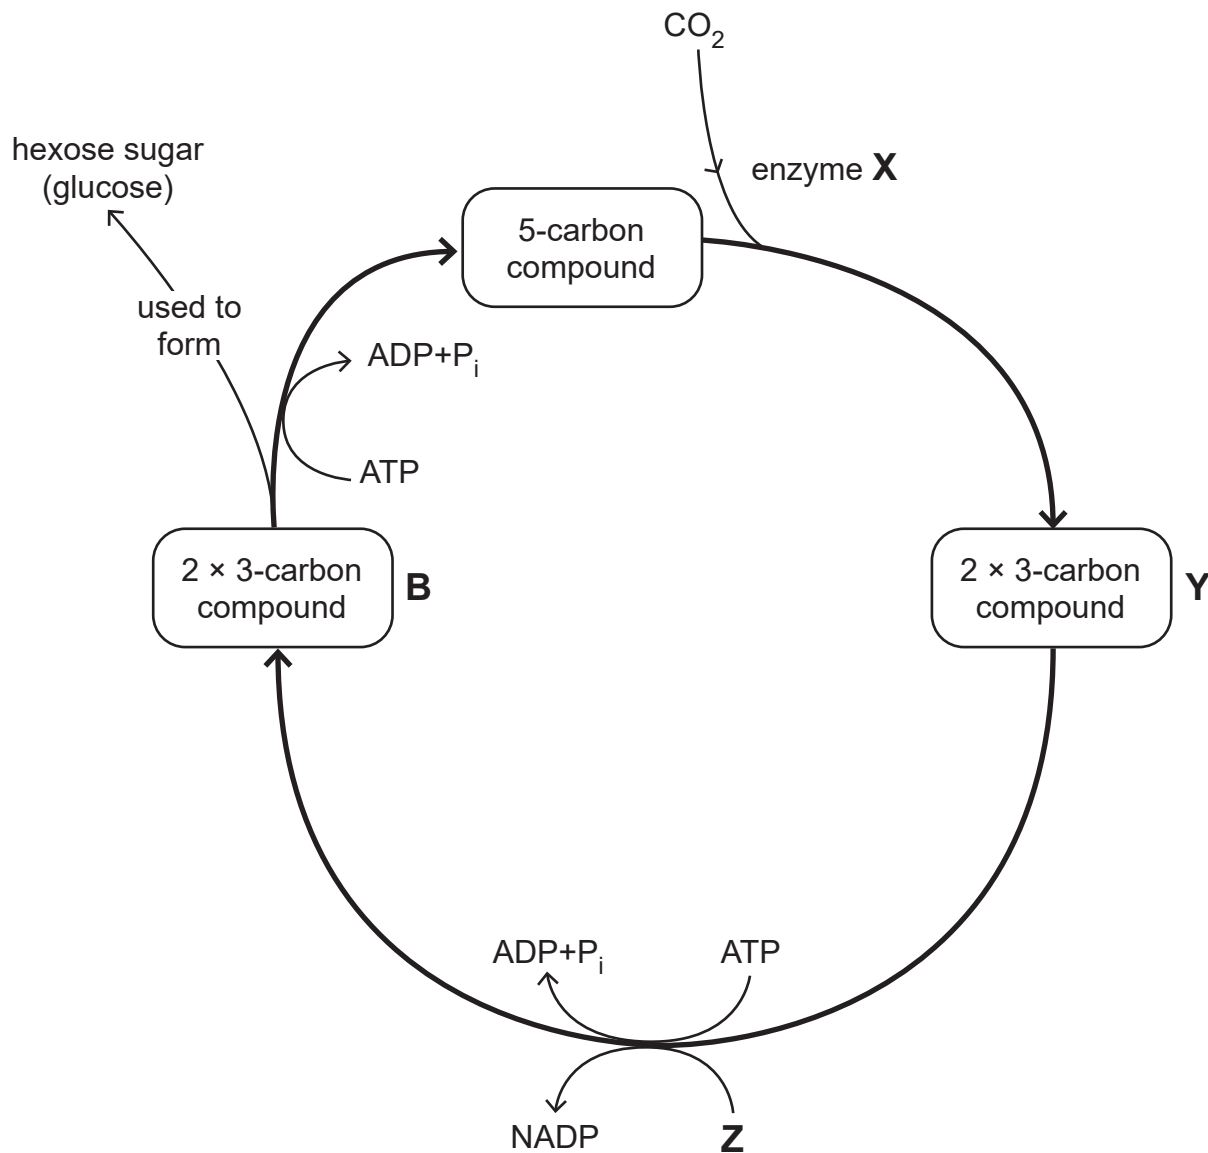 CO₂
enzyme X
hexose sugar
(glucose)
5-carbon
compound
used to
form
ADP+Pᵢ
ATP
2 × 3-carbon
compound
B
2 × 3-carbon
compound
Y
ADP+Pᵢ
ATP
NADP
Z